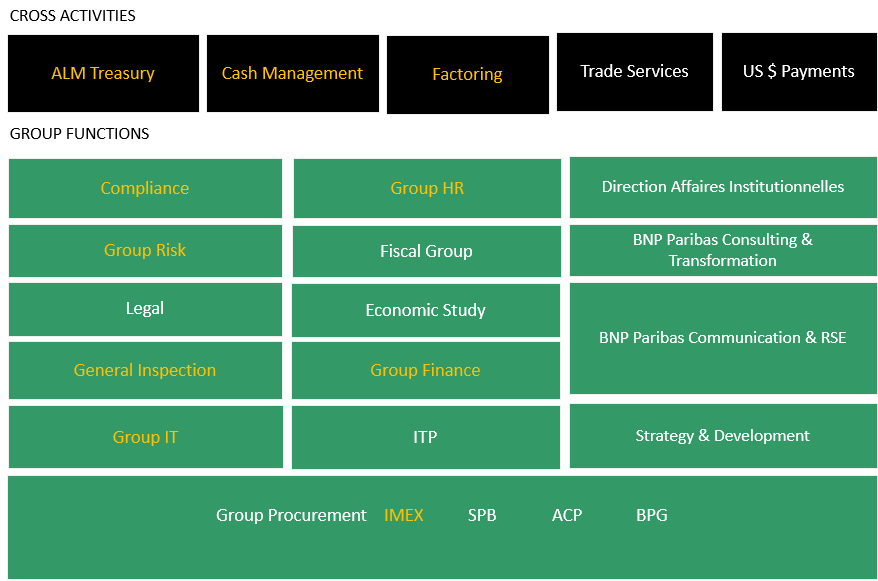 CROSS ACTIVITIES
ALM Treasury
Cash Management
Factoring
Trade Services
US $ Payments
GROUP FUNCTIONS
Compliance
Group HR
Direction Affaires Institutionnelles
Group Risk
Fiscal Group
BNP Paribas Consulting &
Transformation
Legal
Economic Study
BNP Paribas Communication & RSE
General Inspection
Group Finance
Group IT
ITP
Strategy & Development
Group Procurement IMEX SPB ACP BPG